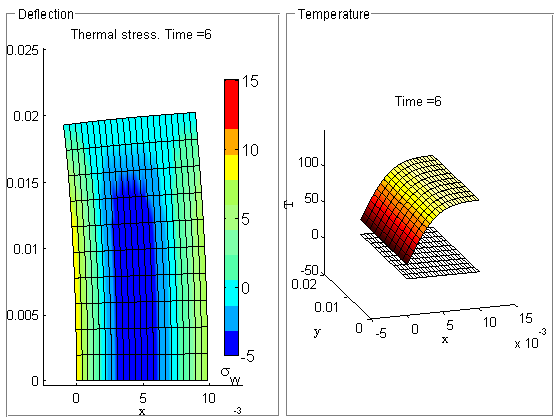 Deflection
Thermal stress. Time =6
0.025
0.02
0.015
0.01
0.005
0
0
5
10
x
-3
15
10
5
0
-5
σw
Temperature
Time =6
100
50
0
-50
T
0.02
0.01
0
y
-5
0
5
10
15
x
x 10
-3